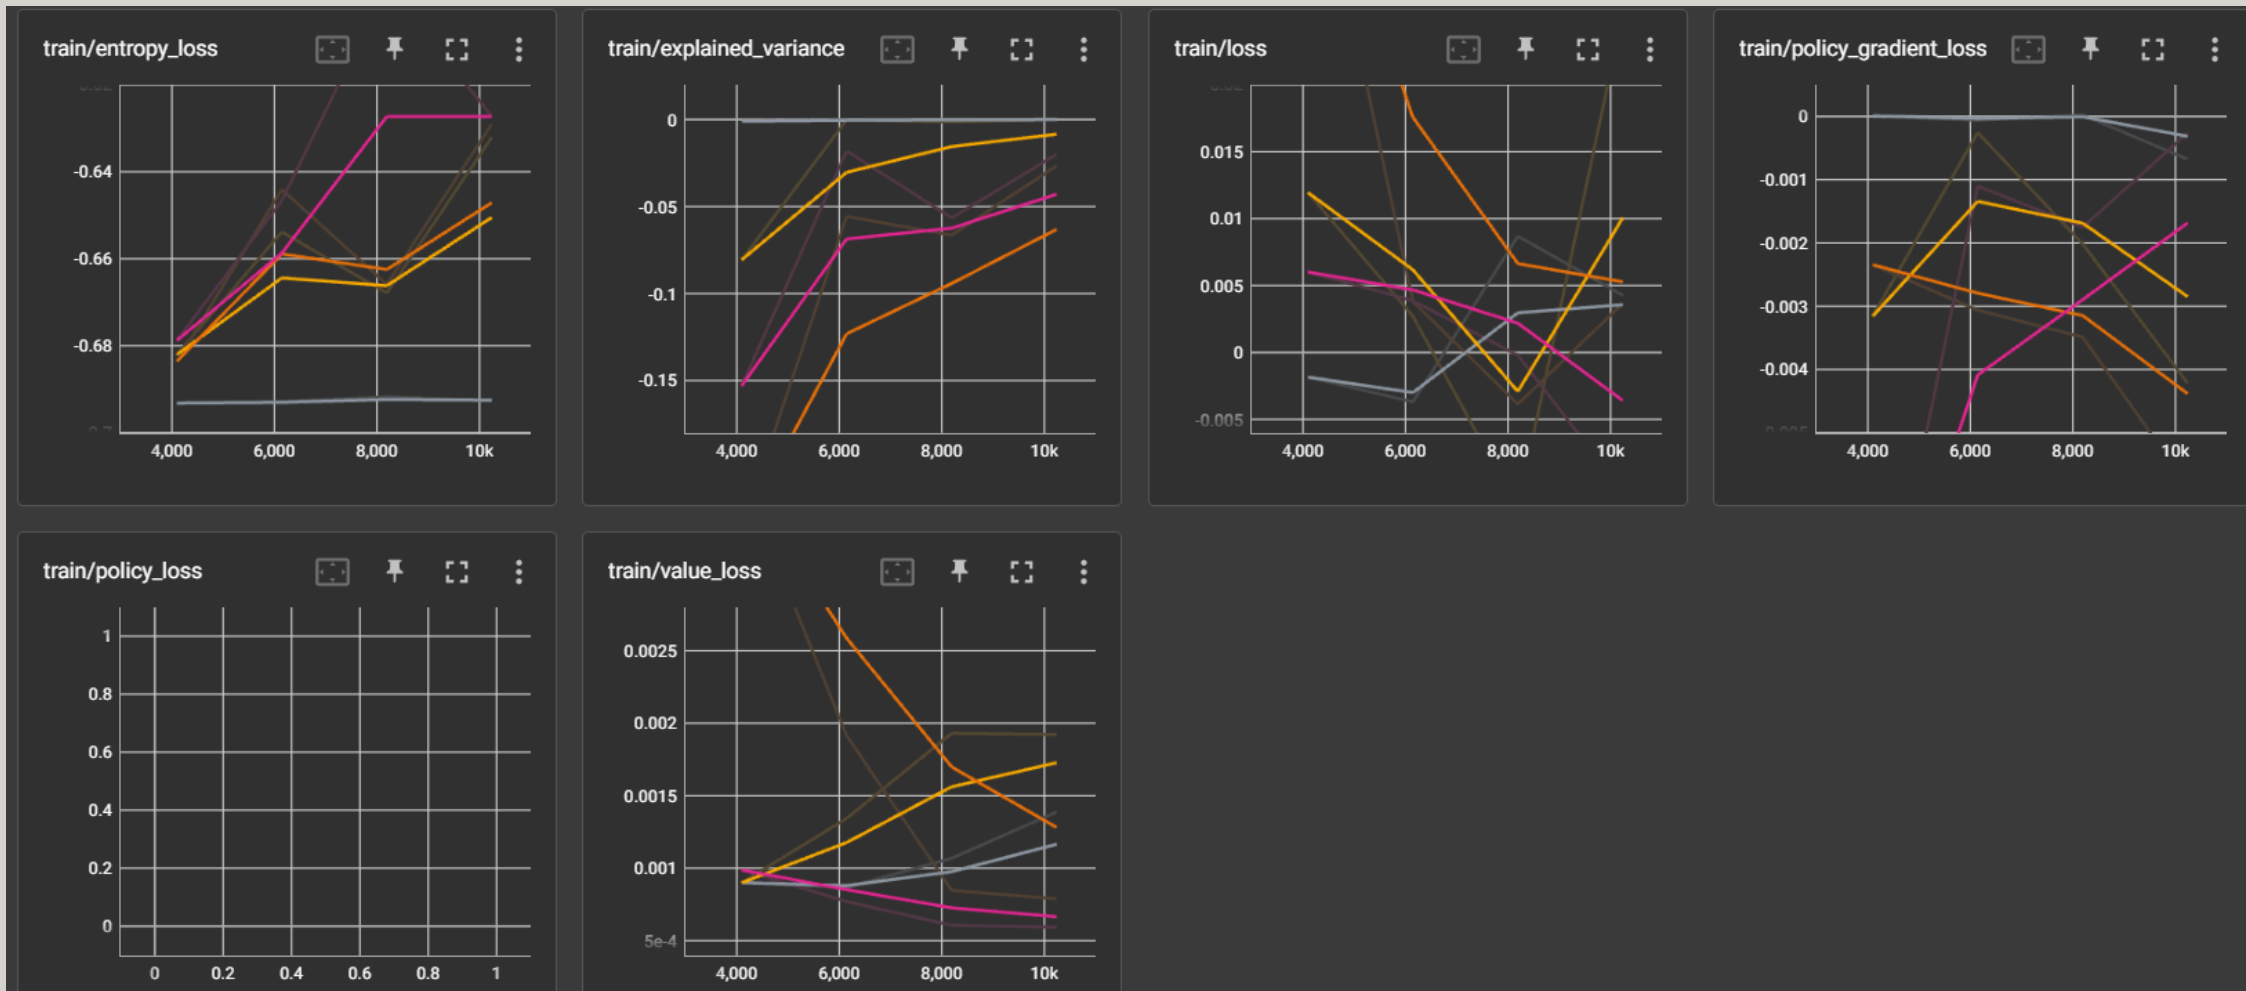 train/entropy_loss
-0.64
-0.66
-0.68
4,000 6,000 8,000 10k
train/explained_variance
0
-0.05
-0.1
-0.15
4,000 6,000 8,000 10k
train/loss
0.015
0.01
0.005
0
-0.005
4,000 6,000 8,000 10k
train/policy_gradient_loss
0
-0.001
-0.002
-0.003
-0.004
4,000 6,000 8,000 10k
train/policy_loss
1
0.8
0.6
0.4
0.2
0
0 0.2 0.4 0.6 0.8 1
train/value_loss
0.0025
0.002
0.0015
0.001
5e-4
4,000 6,000 8,000 10k